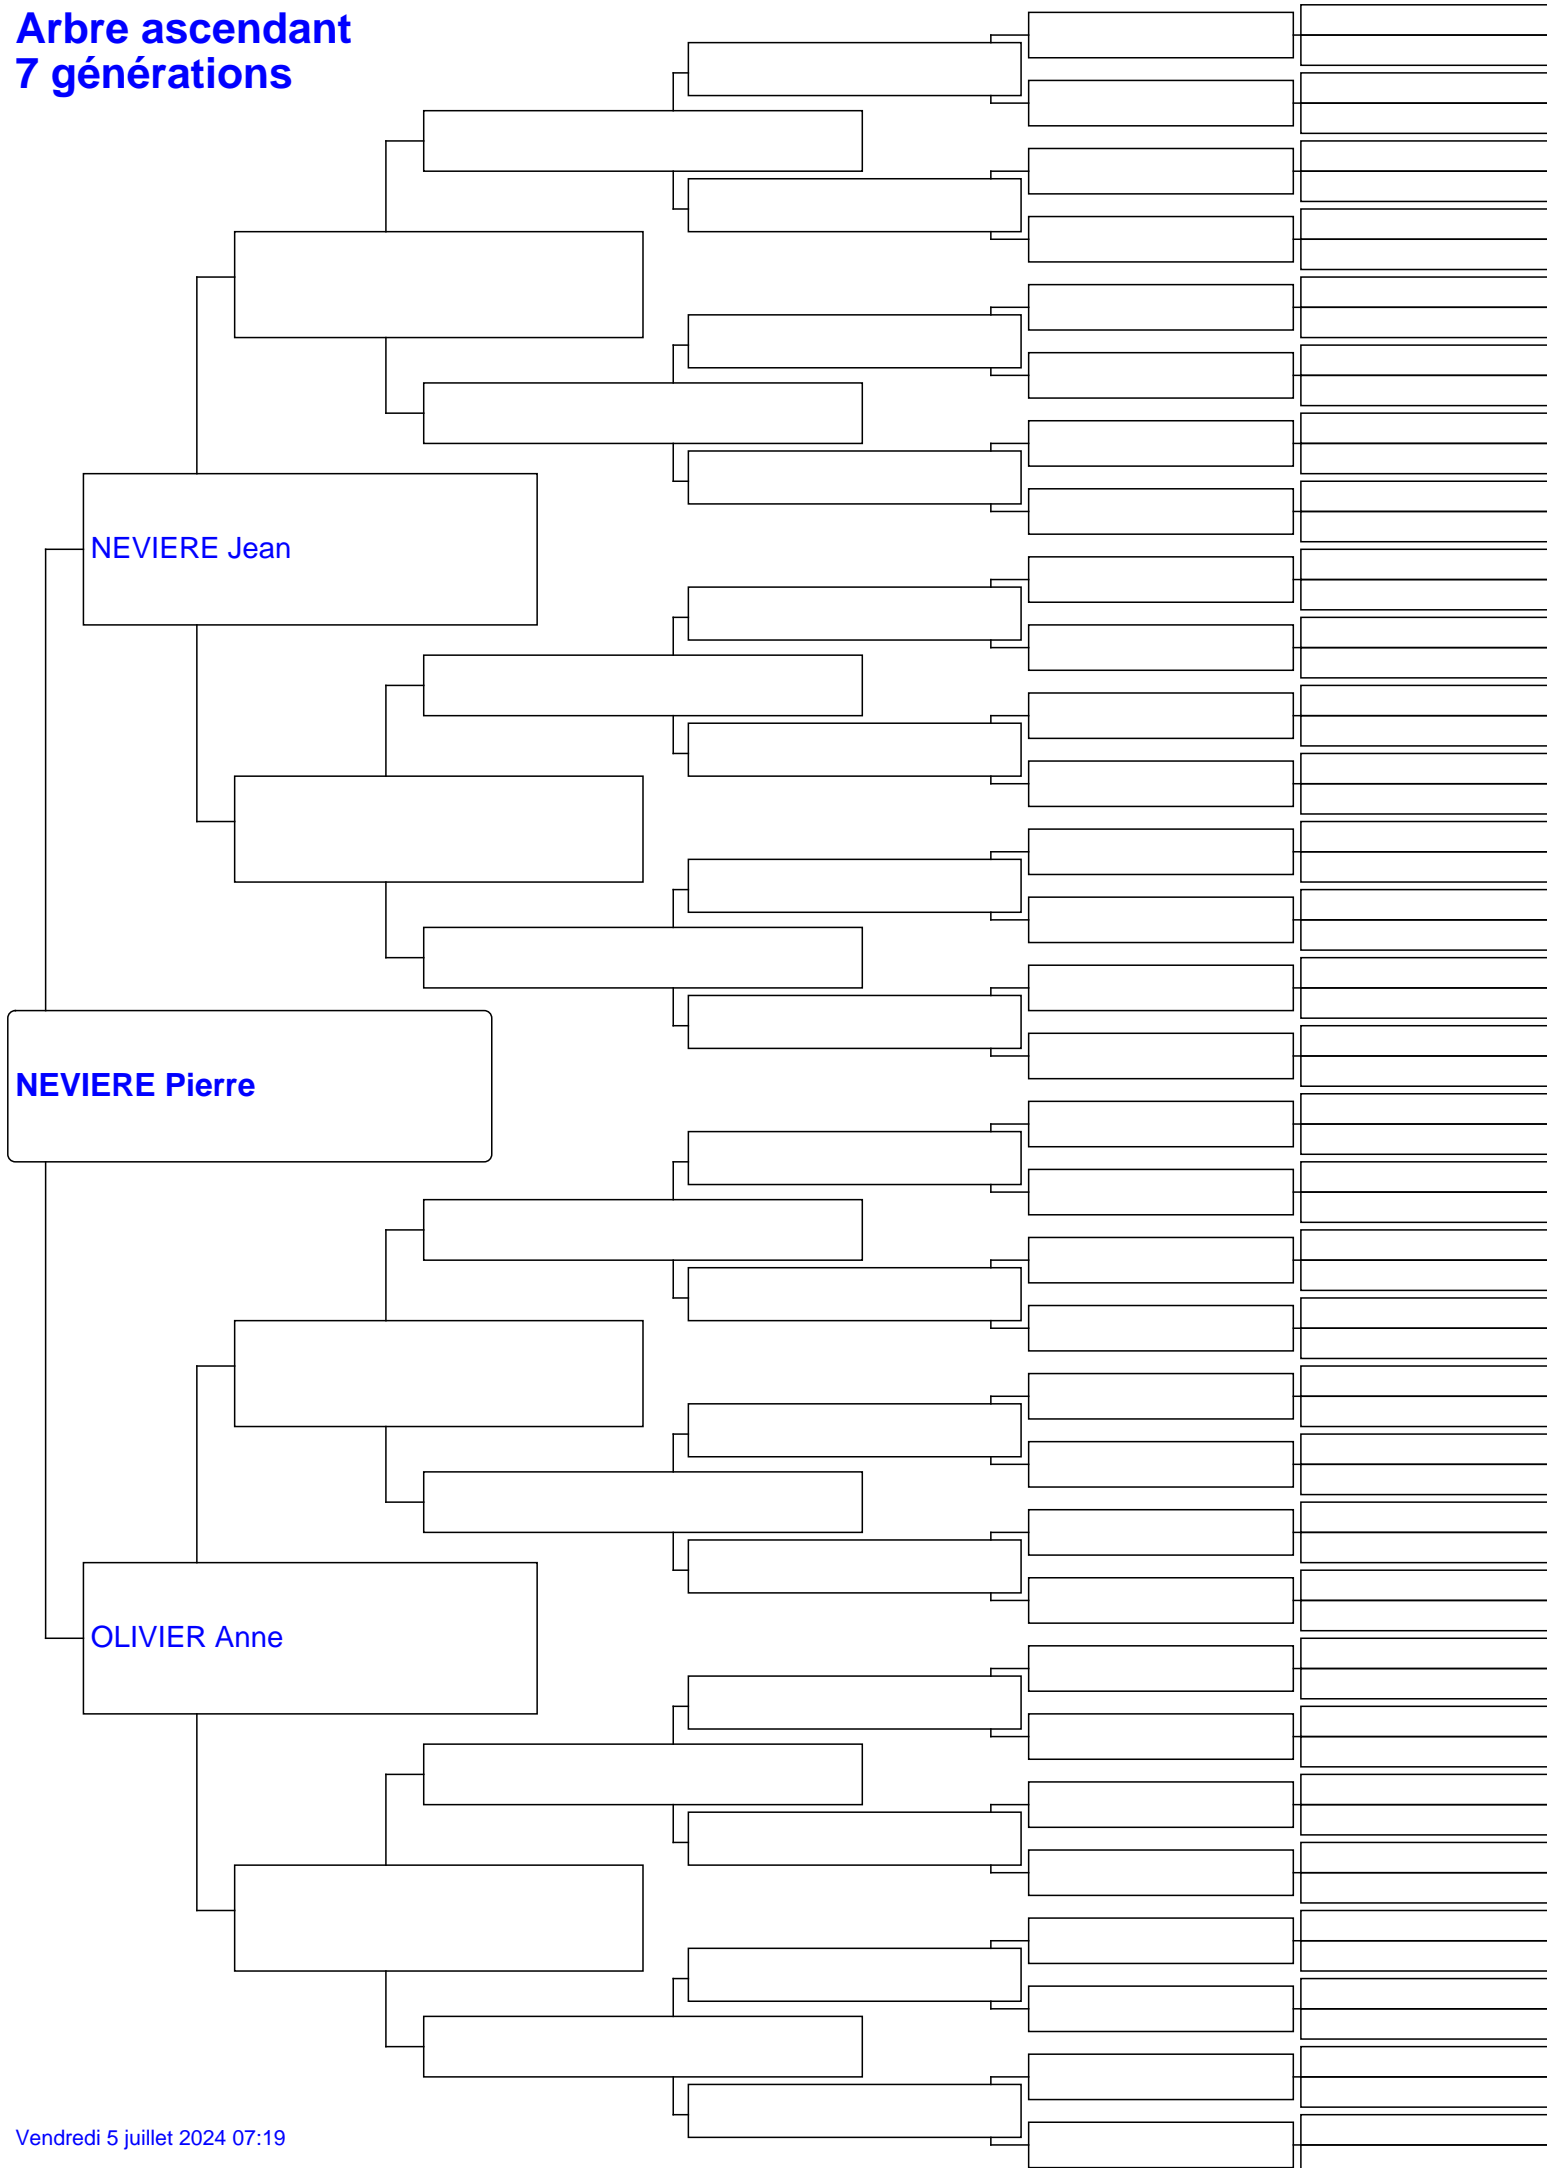 Arbre ascendant
7 générations
NEVIERE Jean
NEVIERE Pierre
OLIVIER Anne
Vendredi 5 juillet 2024 07:19